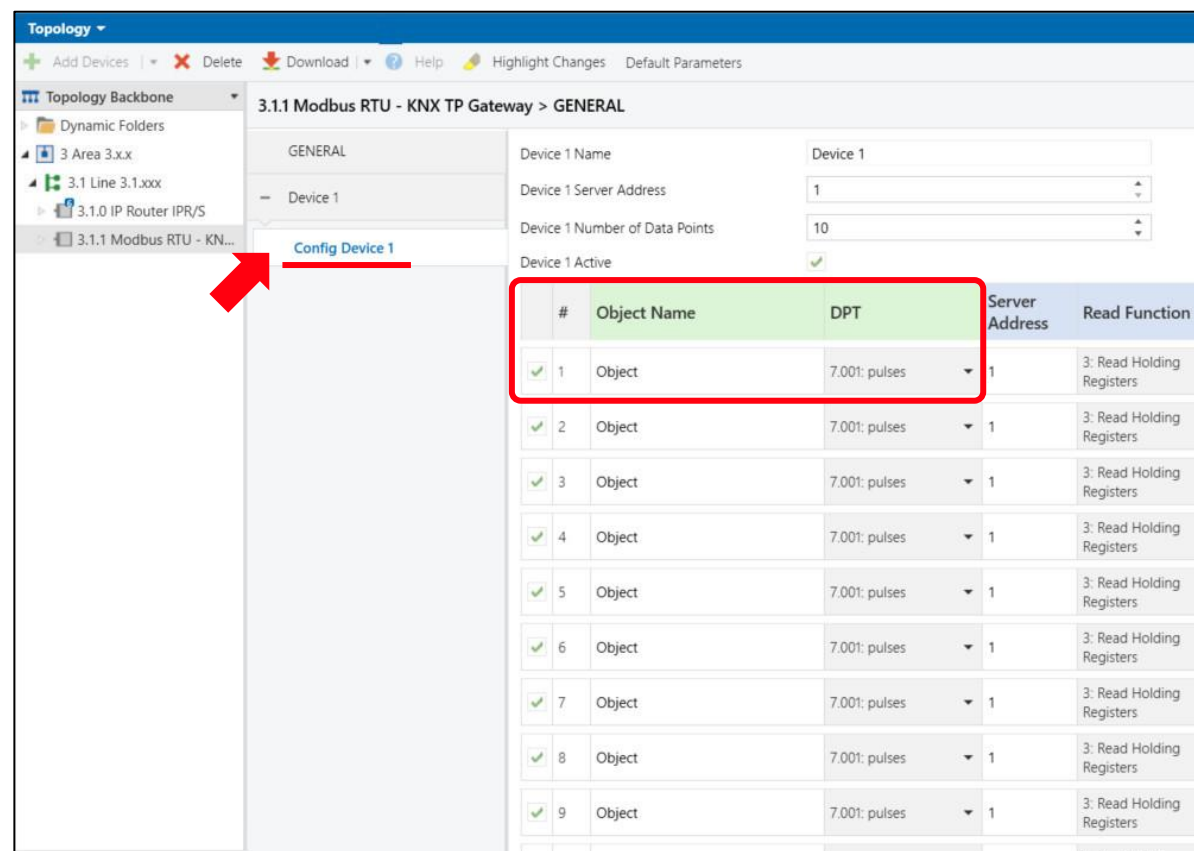 Topology
Add Devices | Delete Download | Help Highlight Changes Default Parameters
Topology Backbone
Dynamic Folders
3 Area 3.x.x
3.1 Line 3.1.xxx
3.1.0 IP Router IPR/S
3.1.1 Modbus RTU - KN...
3.1.1 Modbus RTU - KNX TP Gateway > GENERAL
GENERAL
Device 1
Config Device 1
Device 1 Name Device 1
Device 1 Server Address 1
Device 1 Number of Data Points 10
Device 1 Active
# Object Name DPT Server Address Read Function
1 Object 7.001: pulses 1 3: Read Holding Registers
2 Object 7.001: pulses 1 3: Read Holding Registers
3 Object 7.001: pulses 1 3: Read Holding Registers
4 Object 7.001: pulses 1 3: Read Holding Registers
5 Object 7.001: pulses 1 3: Read Holding Registers
6 Object 7.001: pulses 1 3: Read Holding Registers
7 Object 7.001: pulses 1 3: Read Holding Registers
8 Object 7.001: pulses 1 3: Read Holding Registers
9 Object 7.001: pulses 1 3: Read Holding Registers